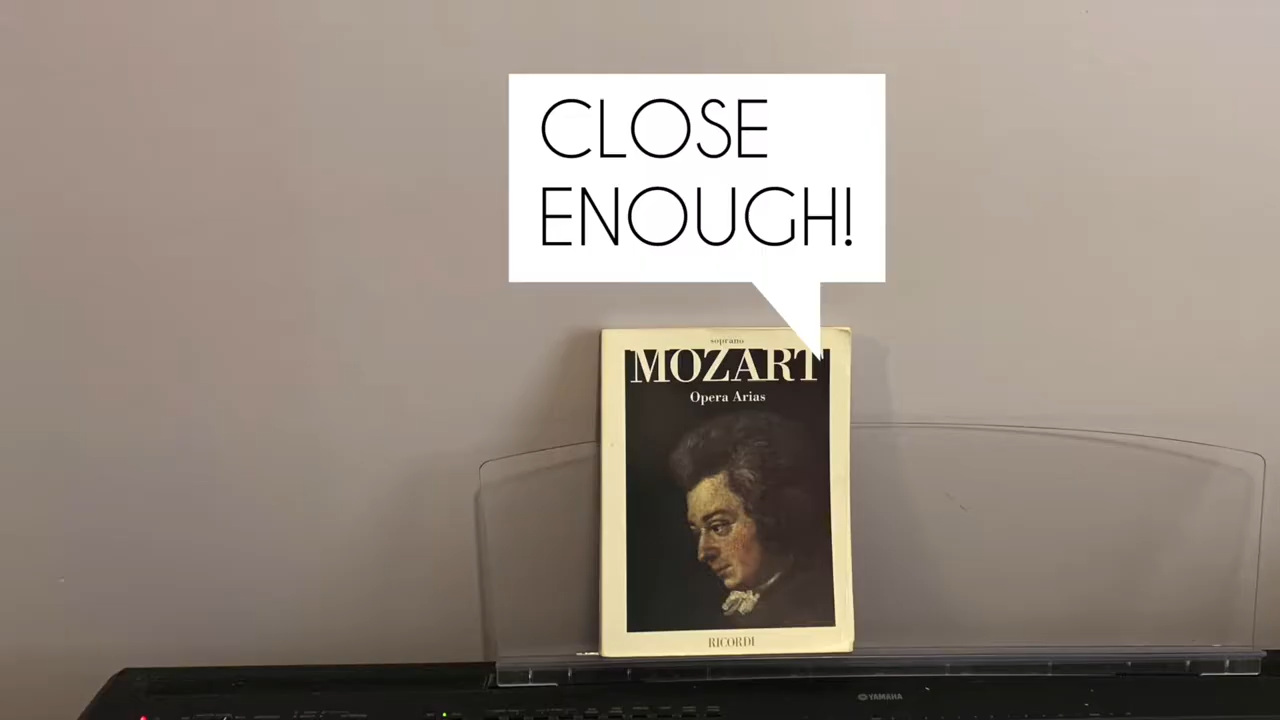 CLOSE
ENOUGH!
soprano
MOZART
Opera Arias
RICORDI
YAMAHA